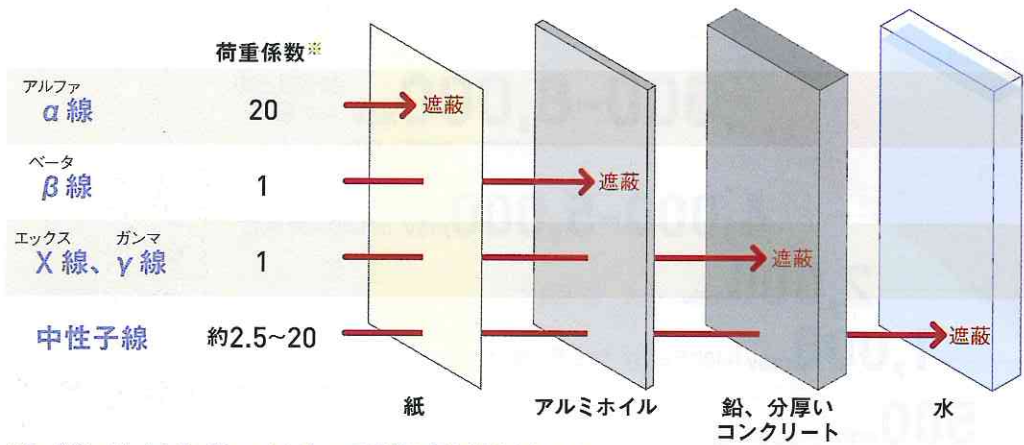 荷重係数※
アルファ
α線 20 遮蔽
ベータ
β線 1 遮蔽
エックス ガンマ
X線、γ線 1 遮蔽
中性子線 約2.5~20 遮蔽
紙 アルミホイル 鉛、分厚い 水
コンクリート